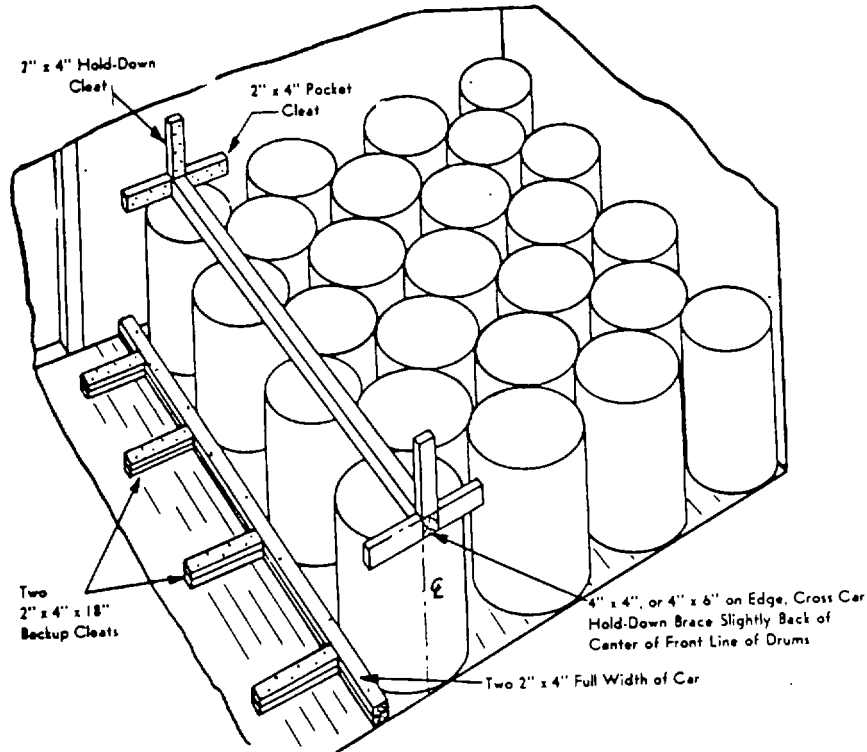 2" x 4" Hold-Down
Cleat
2" x 4" Pocket
Cleat
Two
2" x 4" x 18"
Backup Cleats
℄
4" x 4", or 4" x 6" on Edge, Cross Car
Hold-Down Brace Slightly Back of
Center of Front Line of Drums
Two 2" x 4" Full Width of Car